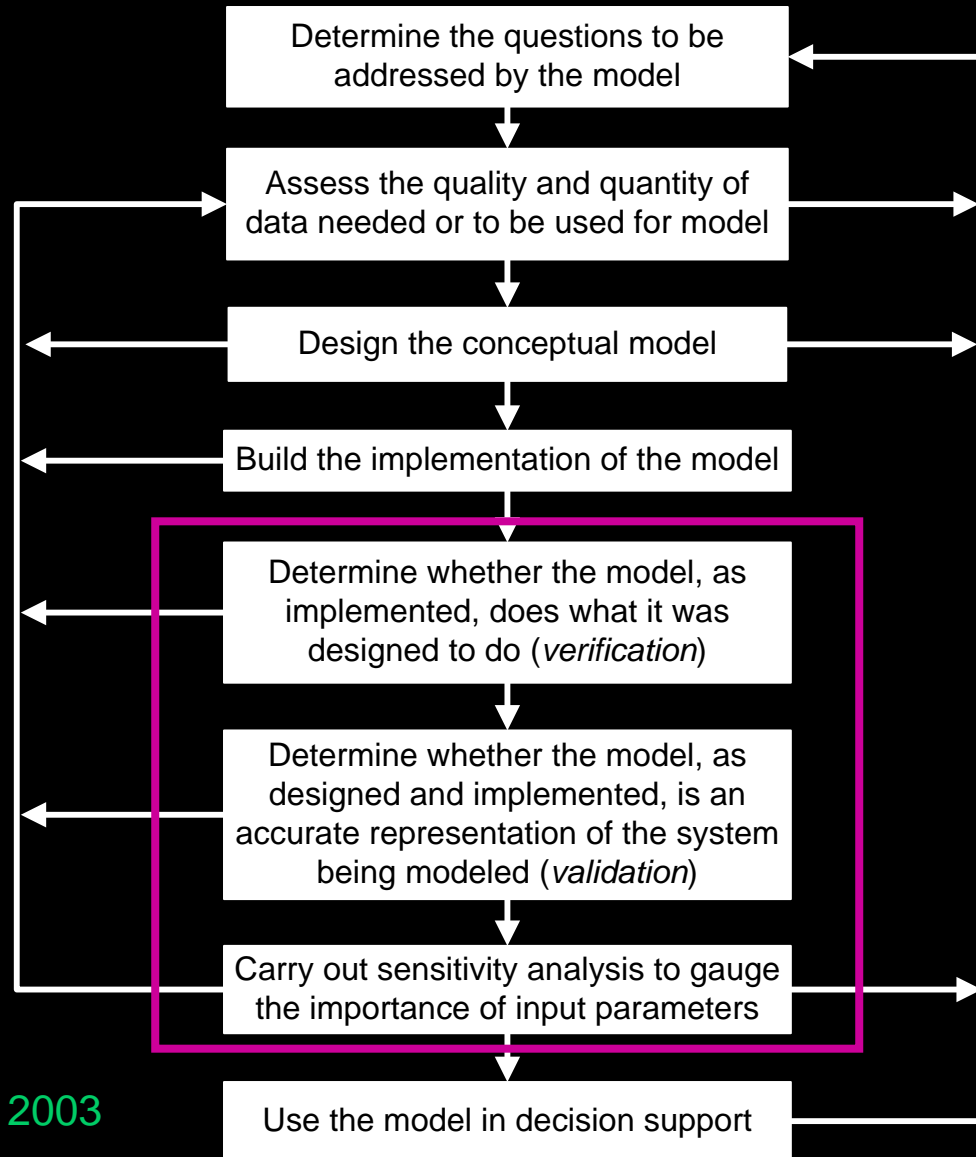 Determine the questions to be
addressed by the model
Assess the quality and quantity of
data needed or to be used for model
Design the conceptual model
Build the implementation of the model
Determine whether the model, as
implemented, does what it was
designed to do (verification)
Determine whether the model, as
designed and implemented, is an
accurate representation of the system
being modeled (validation)
Carry out sensitivity analysis to gauge
the importance of input parameters
Use the model in decision support
2003